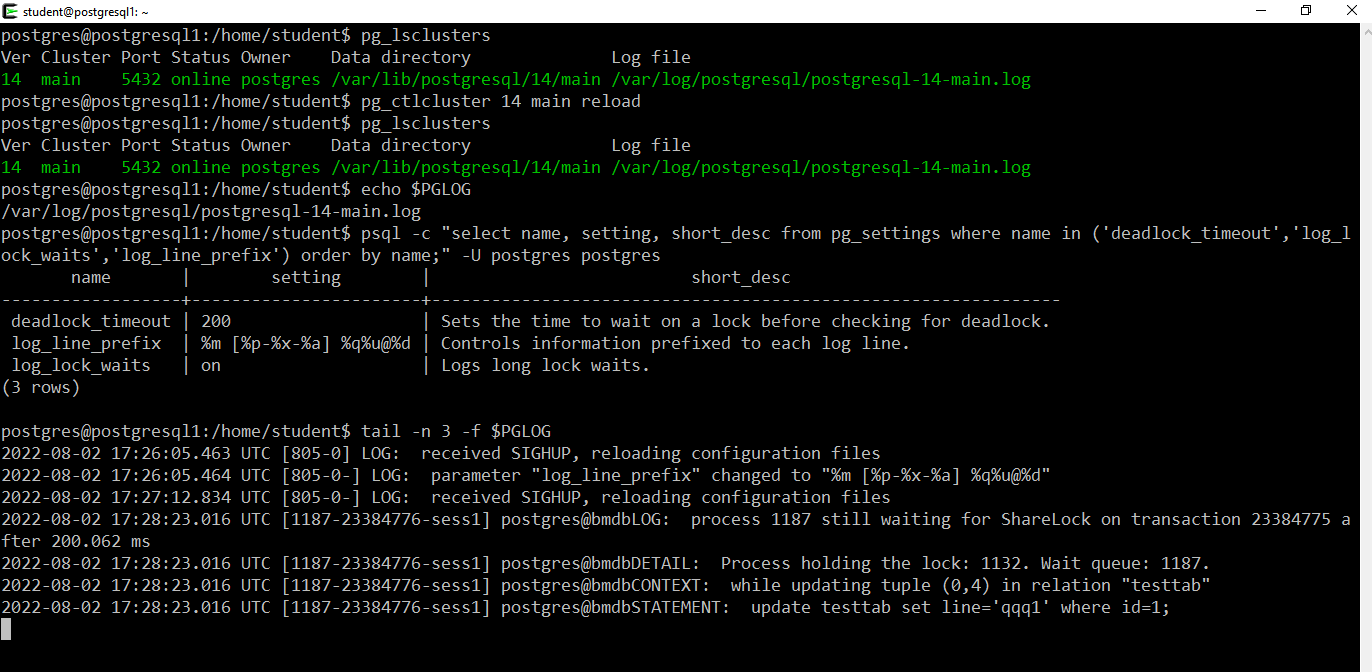 student@postgresql1: ~
postgres@postgresql1:/home/student$ pg_lsclusters
Ver Cluster Port Status Owner    Data directory              Log file
14  main    5432 online postgres /var/lib/postgresql/14/main /var/log/postgresql/postgresql-14-main.log
postgres@postgresql1:/home/student$ pg_ctlcluster 14 main reload
postgres@postgresql1:/home/student$ pg_lsclusters
Ver Cluster Port Status Owner    Data directory              Log file
14  main    5432 online postgres /var/lib/postgresql/14/main /var/log/postgresql/postgresql-14-main.log
postgres@postgresql1:/home/student$ echo $PGLOG
/var/log/postgresql/postgresql-14-main.log
postgres@postgresql1:/home/student$ psql -c "select name, setting, short_desc from pg_settings where name in ('deadlock_timeout','log_l
ock_waits','log_line_prefix') order by name;" -U postgres postgres
       name       |        setting        |                          short_desc
------------------+-----------------------+---------------------------------------------------------------
 deadlock_timeout | 200                   | Sets the time to wait on a lock before checking for deadlock.
 log_line_prefix  | %m [%p-%x-%a] %q%u@%d | Controls information prefixed to each log line.
 log_lock_waits   | on                    | Logs long lock waits.
(3 rows)
postgres@postgresql1:/home/student$ tail -n 3 -f $PGLOG
2022-08-02 17:26:05.463 UTC [805-0] LOG:  received SIGHUP, reloading configuration files
2022-08-02 17:26:05.464 UTC [805-0-] LOG:  parameter "log_line_prefix" changed to "%m [%p-%x-%a] %q%u@%d"
2022-08-02 17:27:12.834 UTC [805-0-] LOG:  received SIGHUP, reloading configuration files
2022-08-02 17:28:23.016 UTC [1187-23384776-sess1] postgres@bmdbLOG:  process 1187 still waiting for ShareLock on transaction 23384775 a
fter 200.062 ms
2022-08-02 17:28:23.016 UTC [1187-23384776-sess1] postgres@bmdbDETAIL:  Process holding the lock: 1132. Wait queue: 1187.
2022-08-02 17:28:23.016 UTC [1187-23384776-sess1] postgres@bmdbCONTEXT:  while updating tuple (0,4) in relation "testtab"
2022-08-02 17:28:23.016 UTC [1187-23384776-sess1] postgres@bmdbSTATEMENT:  update testtab set line='qqq1' where id=1;